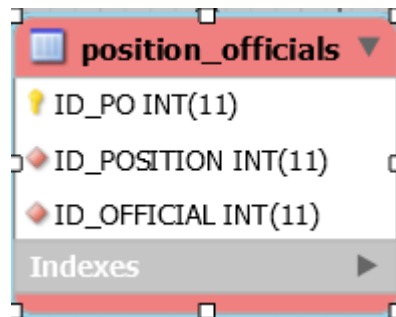 position_officials
ID_PO INT(11)
ID_POSITION INT(11)
ID_OFFICIAL INT(11)
Indexes